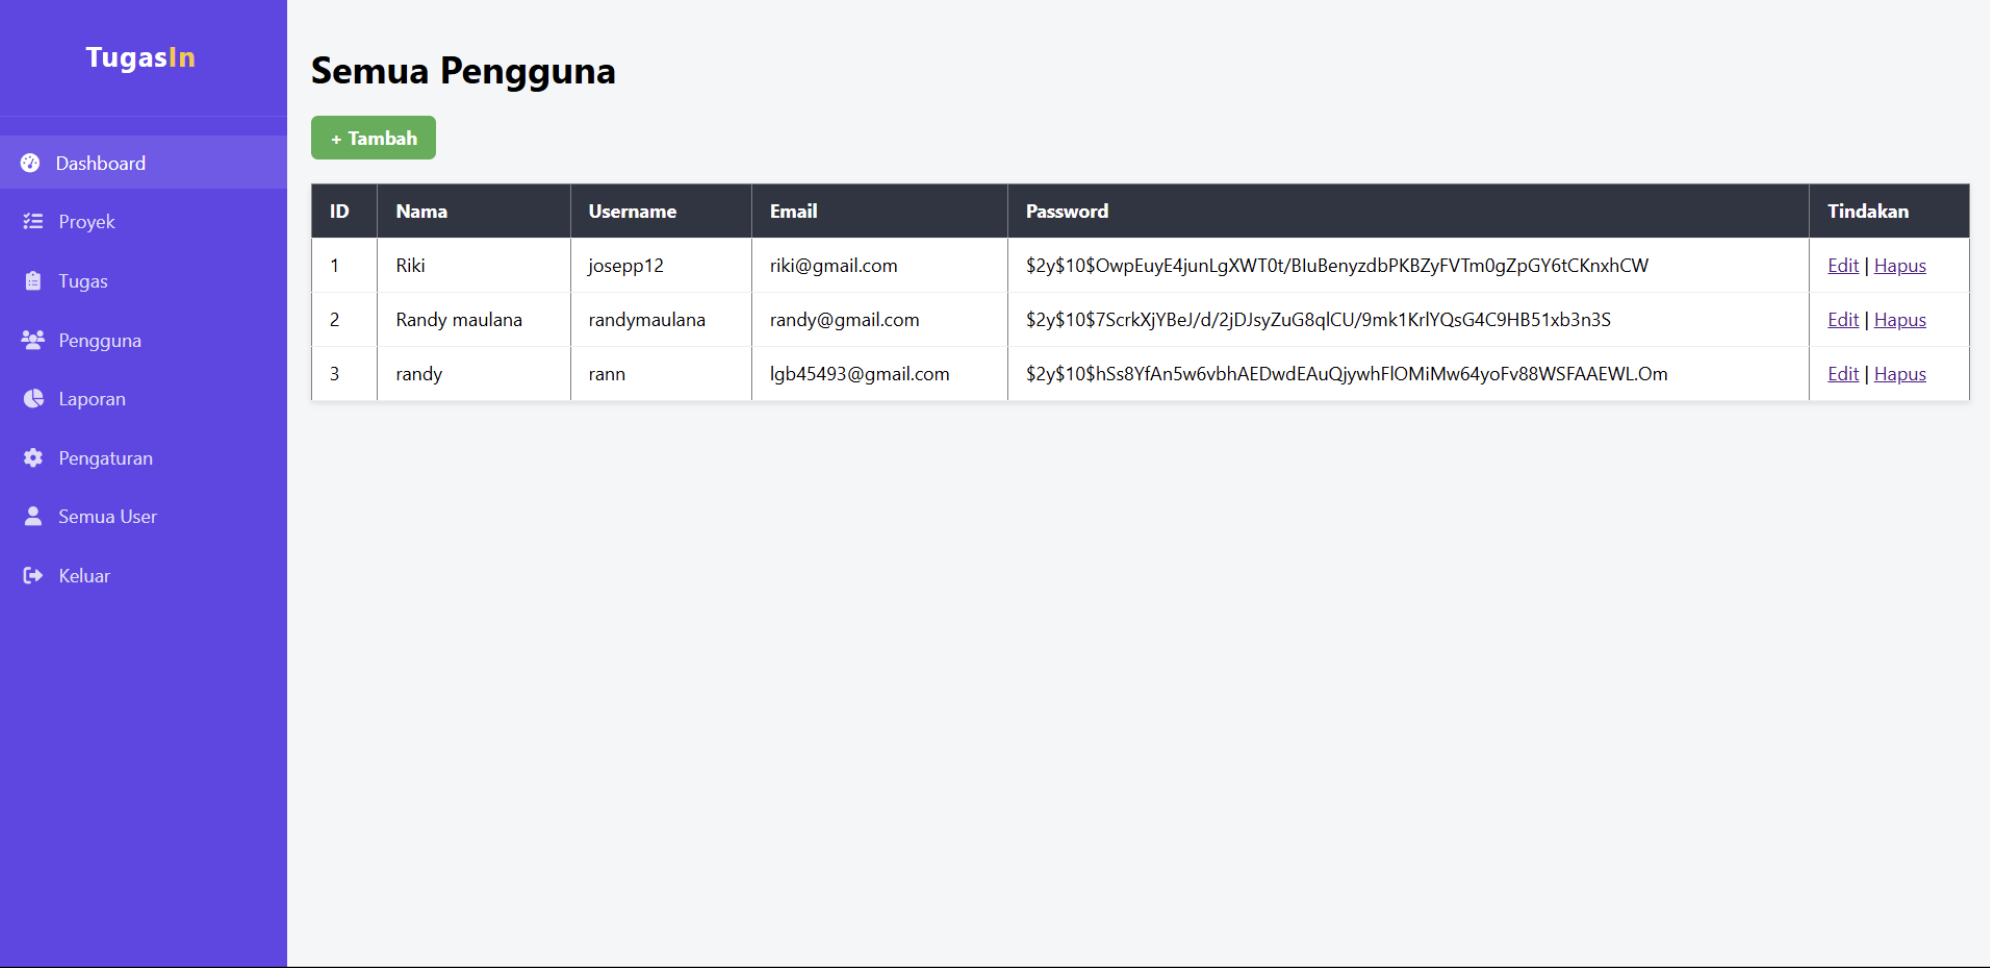 TugasIn
Dashboard
Proyek
Tugas
Pengguna
Laporan
Pengaturan
Semua User
Keluar
Semua Pengguna
+ Tambah
ID Nama Username Email Password Tindakan
1 Riki josepp12 riki@gmail.com $2y$10$OwpEuyE4junLgXWT0t/BluBenyzdbPKBZyFVTm0gZpGY6tCKnxhCW Edit | Hapus
2 Randy maulana randymaulana randy@gmail.com $2y$10$7ScrkXjYBeJ/d/2jDJsyZuG8qlCU/9mk1KrlYQsG4C9HB51xb3n3S Edit | Hapus
3 randy rann lgb45493@gmail.com $2y$10$hSs8YfAn5w6vbhAEDwdEAuQjywhFlOMiMw64yoFv88WSFAAEWL.Om Edit | Hapus